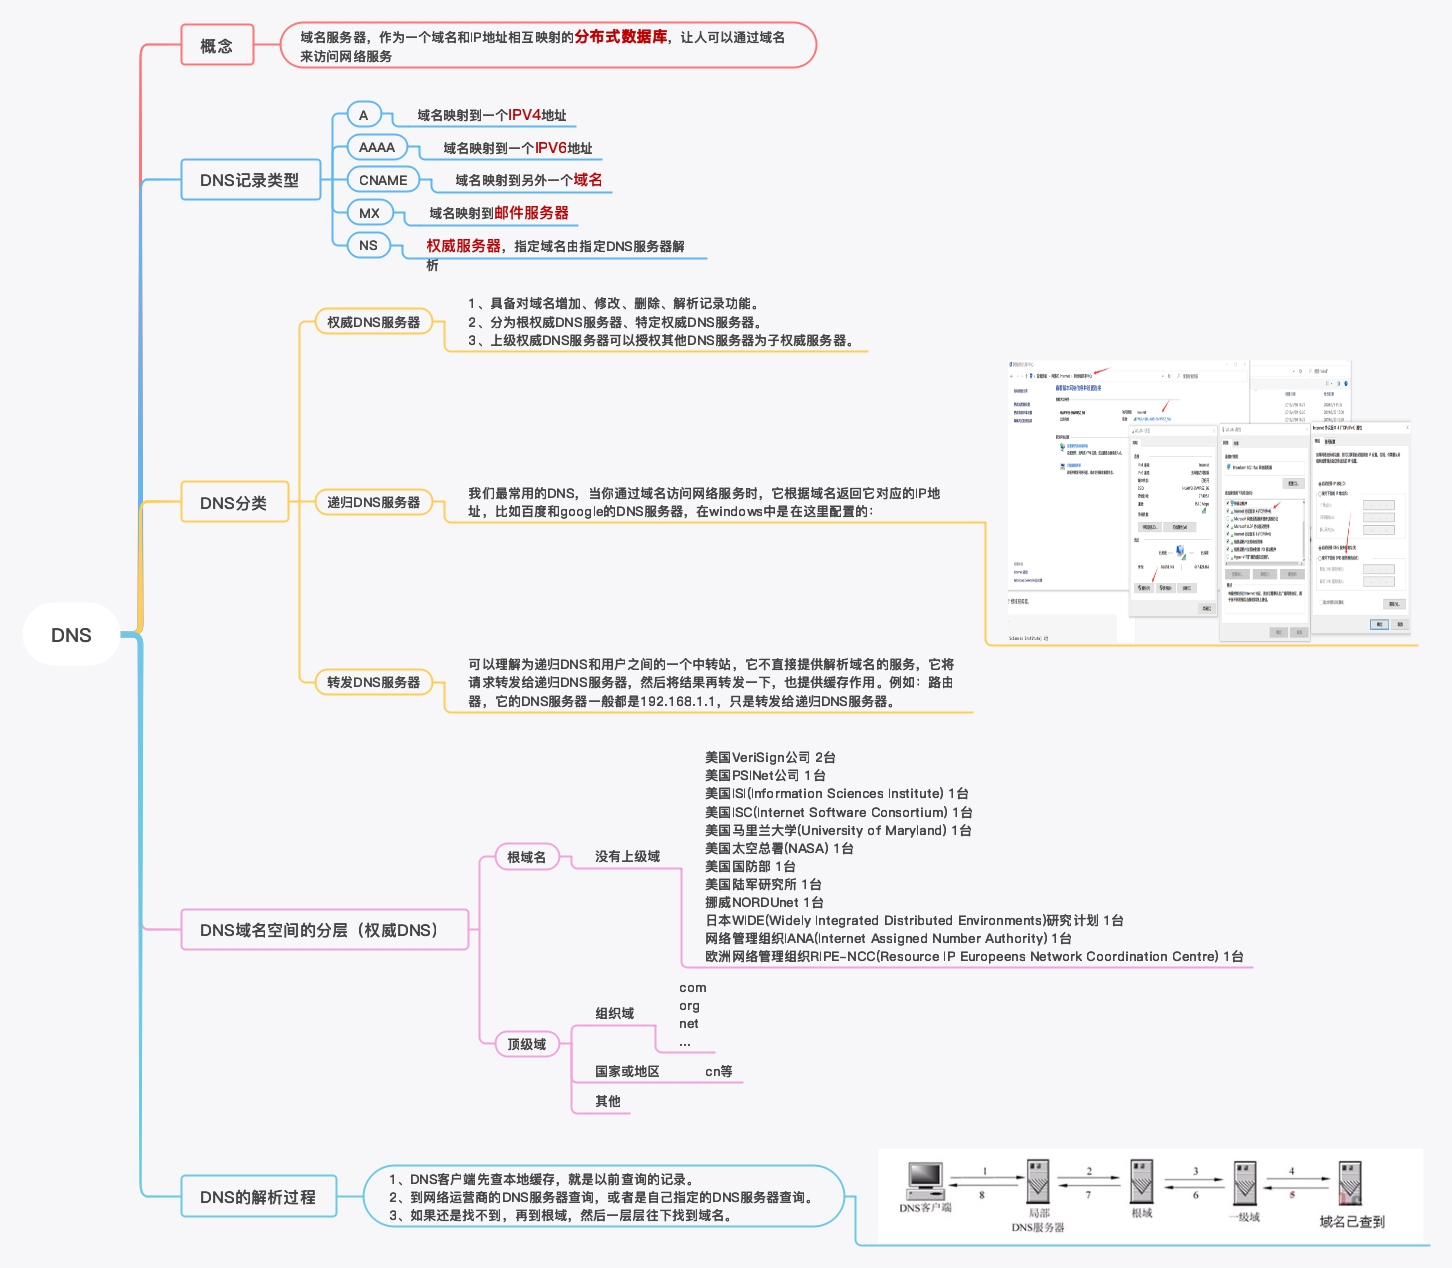 概念
域名服务器，作为一个域名和IP地址相互映射的分布式数据库，让人可以通过域名
来访问网络服务
DNS记录类型
A
域名映射到一个IPV4地址
AAAA
域名映射到一个IPV6地址
CNAME
域名映射到另外一个域名
MX
域名映射到邮件服务器
NS
权威服务器，指定域名由指定DNS服务器解
析
DNS分类
权威DNS服务器
1、具备对域名增加、修改、删除、解析记录功能。
2、分为根权威DNS服务器、特定权威DNS服务器。
3、上级权威DNS服务器可以授权其他DNS服务器为子权威服务器。
递归DNS服务器
我们最常用的DNS，当你通过域名访问网络服务时，它根据域名返回它对应的IP地
址，比如百度和google的DNS服务器，在windows中是在这里配置的：
转发DNS服务器
可以理解为递归DNS和用户之间的一个中转站，它不直接提供解析域名的服务，它将
请求转发给递归DNS服务器，然后将结果再转发一下，也提供缓存作用。例如：路由
器，它的DNS服务器一般都是192.168.1.1，只是转发给递归DNS服务器。
DNS
DNS域名空间的分层（权威DNS）
根域名
没有上级域
美国VeriSign公司 2台
美国PSINet公司 1台
美国ISI(Information Sciences Institute) 1台
美国ISC(Internet Software Consortium) 1台
美国马里兰大学(University of Maryland) 1台
美国太空总署(NASA) 1台
美国国防部 1台
美国陆军研究所 1台
挪威NORDUnet 1台
日本WIDE(Widely Integrated Distributed Environments)研究计划 1台
网络管理组织IANA(Internet Assigned Number Authority) 1台
欧洲网络管理组织RIPE-NCC(Resource IP Europeens Network Coordination Centre) 1台
顶级域
组织域
com
org
net
...
国家或地区
cn等
其他
DNS的解析过程
1、DNS客户端先查本地缓存，就是以前查询的记录。
2、到网络运营商的DNS服务器查询，或者是自己指定的DNS服务器查询。
3、如果还是找不到，再到根域，然后一层层往下找到域名。
1 2 3 4
8 7 6 5
DNS客户端
局部
DNS服务器
根域
一级域
域名已查到